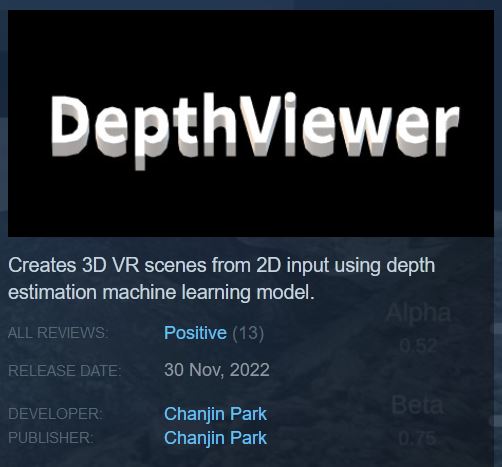 DepthViewer
Creates 3D VR scenes from 2D input using depth
estimation machine learning model.
ALL REVIEWS: Positive (13)
Alpha
0.52
RELEASE DATE: 30 Nov, 2022
DEVELOPER: Chanjin Park
Beta
PUBLISHER: Chanjin Park
0.75